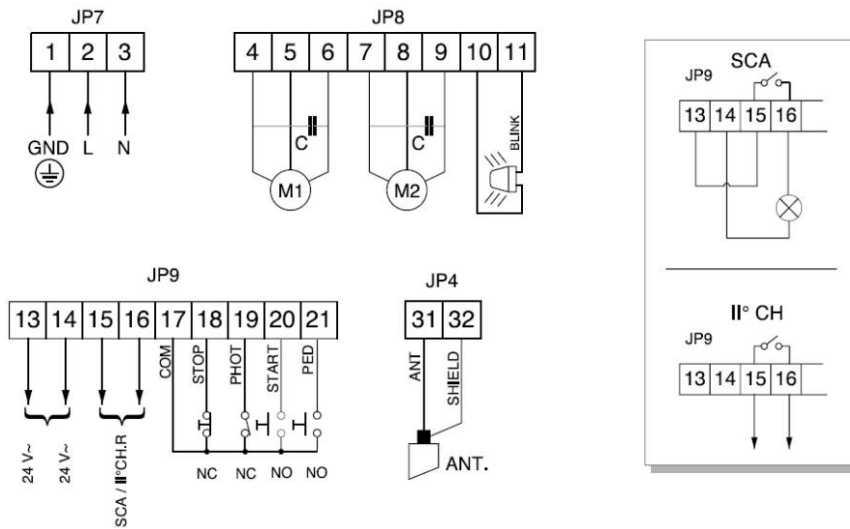 JP7
1 2 3
GND L N
JP8
4 5 6 7 8 9 10 11
C C
BLINK
M1 M2
SCA
JP9
13 14 15 16
JP9
13 14 15 16 17 18 19 20 21
COM STOP PHOT START PED
24 V~ 24 V~ SCA / II°CH.R
NC NC NO NO
JP4
31 32
ANT SHIELD
ANT.
II° CH
JP9
13 14 15 16